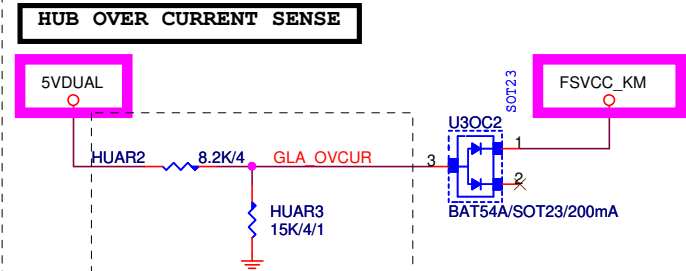 HUB OVER CURRENT SENSE
5VDUAL
FSVCC_KM
SOT23
U3OC2
1
HUAR2
8.2K/4
GLA_OVCUR
3
2
HUAR3
15K/4/1
BAT54A/SOT23/200mA